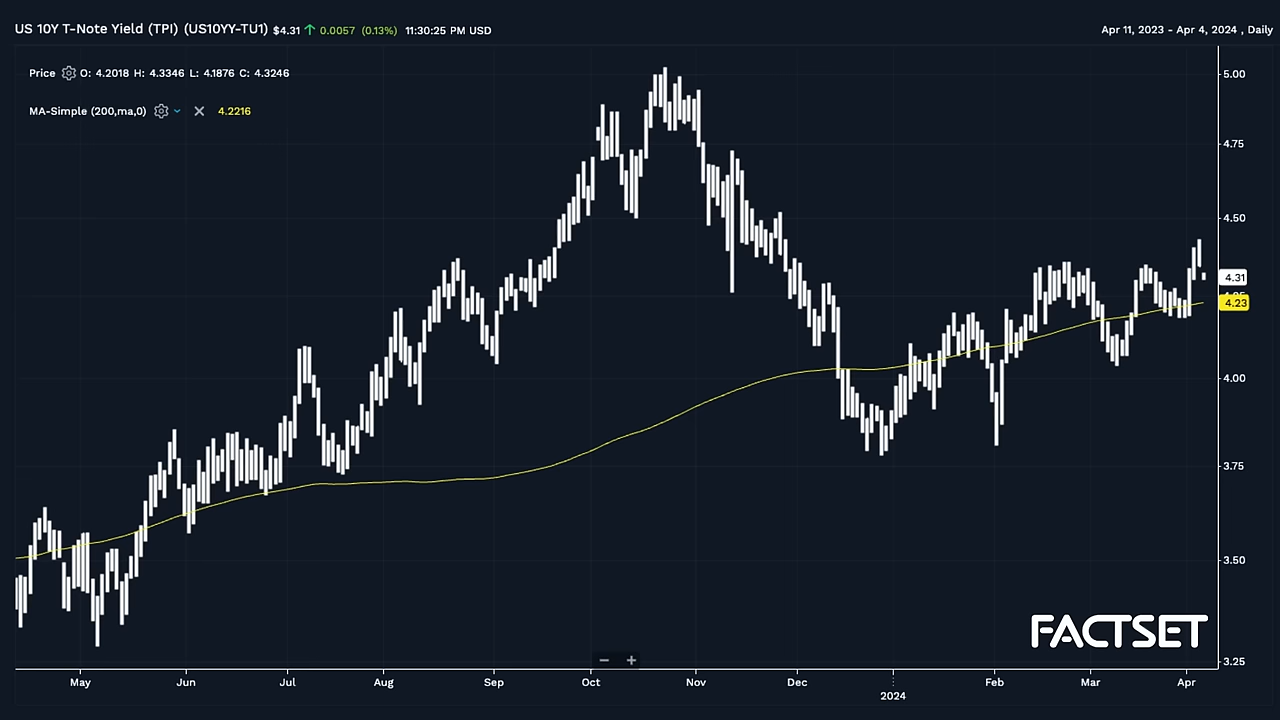 US 10Y T-Note Yield (TPI) (US10YY-TU1) $4.31 ↑ 0.0057 (0.13%) 11:30:25 PM USD
Apr 11, 2023 - Apr 4, 2024 , Daily
Price O: 4.2018 H: 4.3346 L: 4.1876 C: 4.3246
MA-Simple (200,ma,0) 4.2216
5.00
4.75
4.50
4.31
4.23
4.00
3.75
3.50
3.25
FACTSET
May Jun Jul Aug Sep Oct Nov Dec Feb Mar Apr
2024